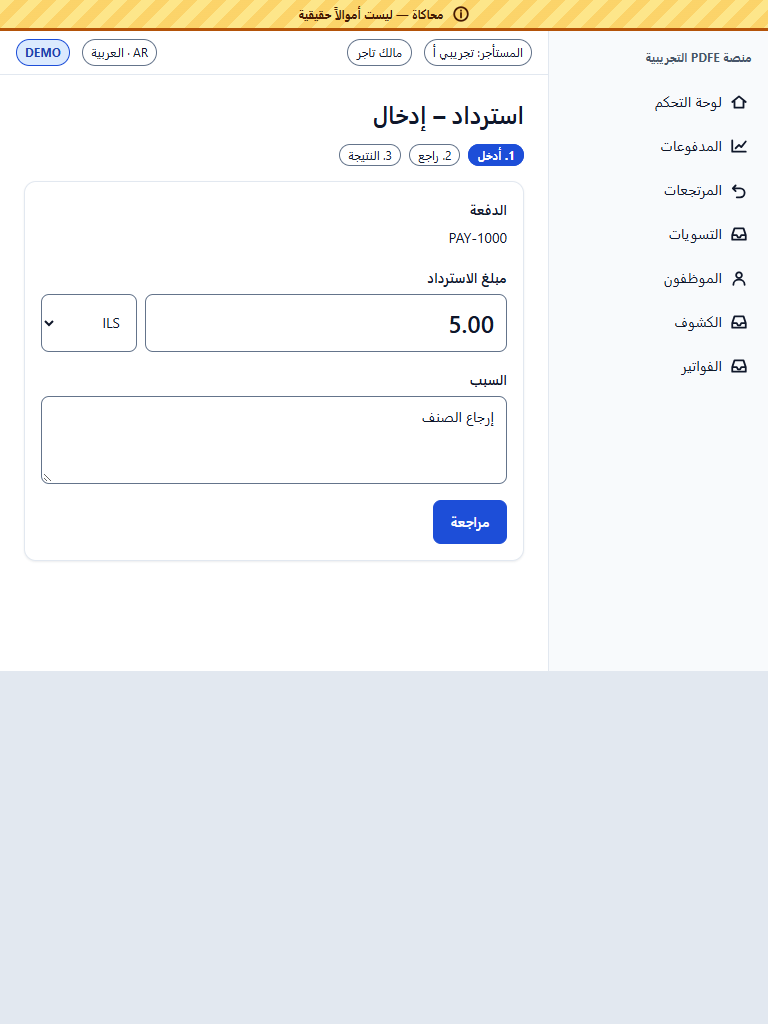 محاكاة — ليست أموالاً حقيقية
منصة PDFE التجريبية
لوحة التحكم
المدفوعات
المرتجعات
التسويات
الموظفون
الكشوف
الفواتير
المستأجر: تجريبي أ
مالك تاجر
AR · العربية
DEMO
استرداد – إدخال
1. أدخل
2. راجع
3. النتيجة
الدفعة
PAY-1000
مبلغ الاسترداد
5.00
ILS
السبب
إرجاع الصنف
مراجعة